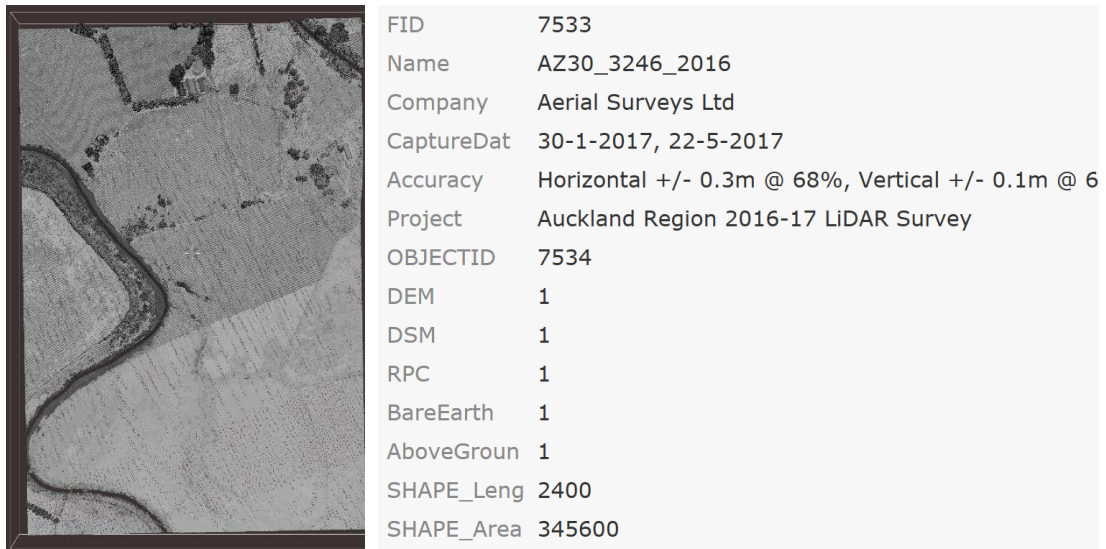 FID 7533
Name AZ30_3246_2016
Company Aerial Surveys Ltd
CaptureDat 30-1-2017, 22-5-2017
Accuracy Horizontal +/- 0.3m @ 68%, Vertical +/- 0.1m @ 6
Project Auckland Region 2016-17 LiDAR Survey
OBJECTID 7534
DEM 1
DSM 1
RPC 1
BareEarth 1
AboveGroun 1
SHAPE_Leng 2400
SHAPE_Area 345600